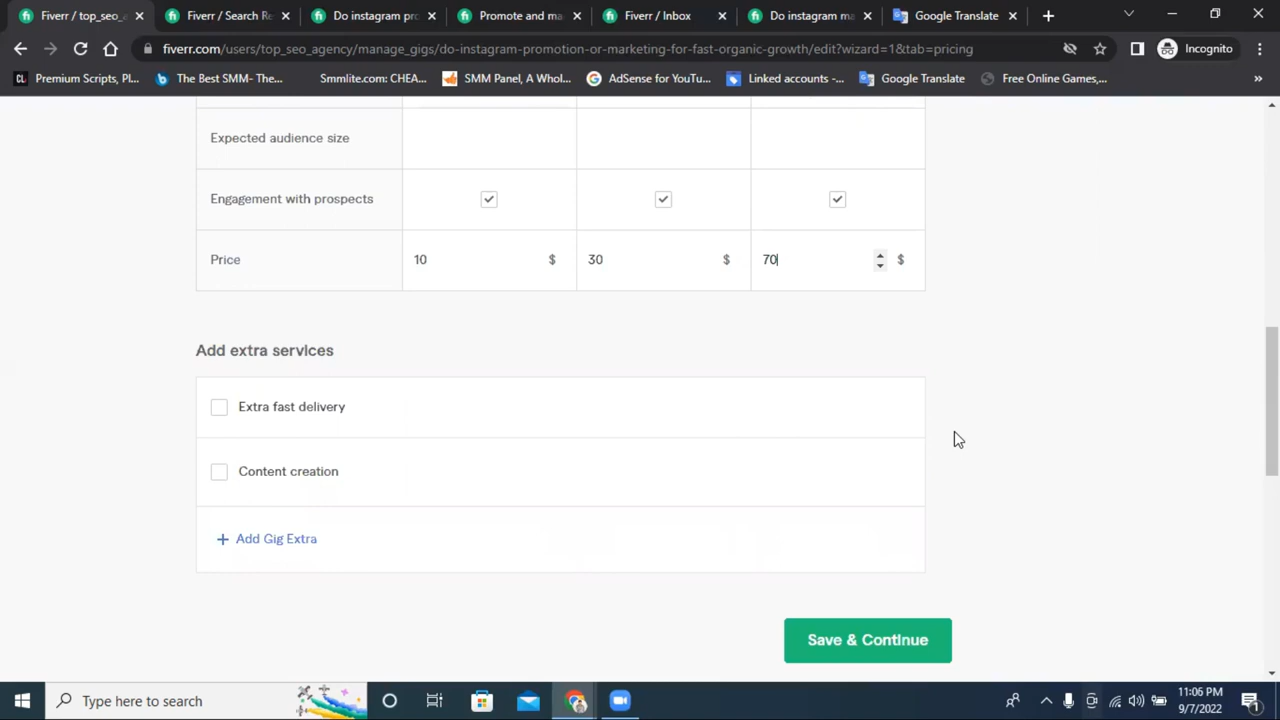 Fiverr / top_seo_a
Fiverr / Search Re
Do instagram pro
Promote and ma
Fiverr / Inbox
Do instagram ma
Google Translate
fiverr.com/users/top_seo_agency/manage_gigs/do-instagram-promotion-or-marketing-for-fast-organic-growth/edit?wizard=1&tab=pricing
Incognito
CL Premium Scripts, Pl...
The Best SMM- The...
Smmlite.com: CHEA...
SMM Panel, A Whol...
AdSense for YouTu...
Linked accounts -...
Google Translate
Free Online Games,...
»
Expected audience size
Engagement with prospects
Price 10 $ 30 $ 70 $
Add extra services
Extra fast delivery
Content creation
+ Add Gig Extra
Save & Continue
Type here to search
11:06 PM
9/7/2022
1